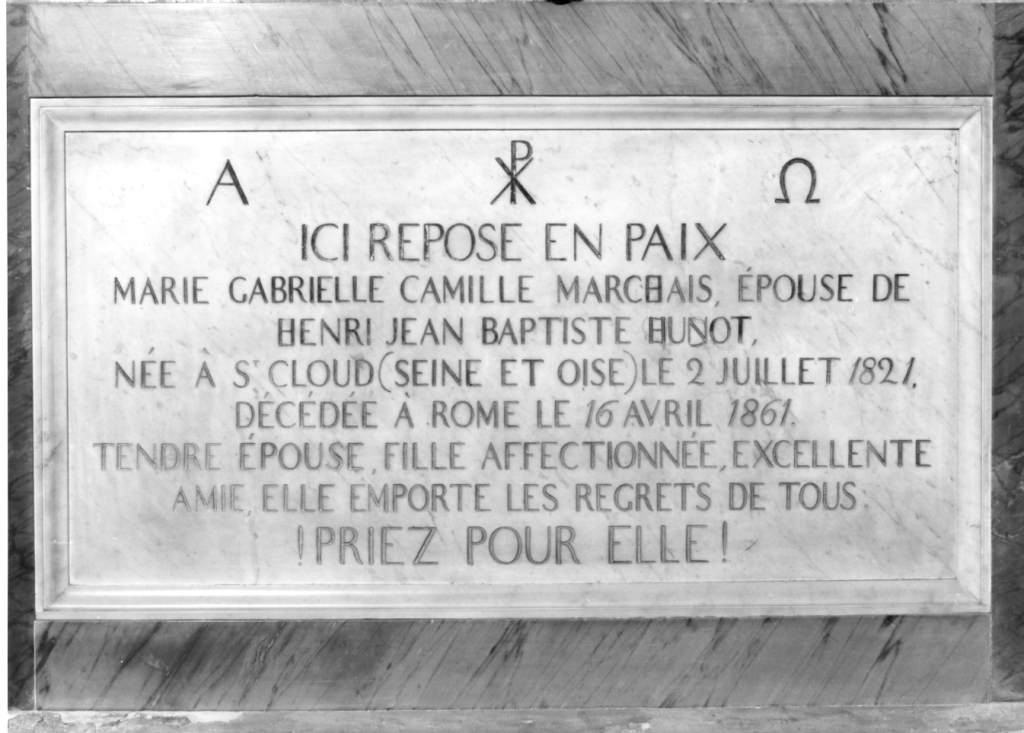 Α ☧ Ω
ICI REPOSE EN PAIX
MARIE GABRIELLE CAMILLE MARCHAIS, ÉPOUSE DE
HENRI JEAN BAPTISTE HUNOT,
NÉE À ST CLOUD (SEINE ET OISE) LE 2 JUILLET 1821,
DÉCÉDÉE À ROME LE 16 AVRIL 1861.
TENDRE ÉPOUSE, FILLE AFFECTIONNÉE, EXCELLENTE
AMIE, ELLE EMPORTE LES REGRETS DE TOUS.
!PRIEZ POUR ELLE!